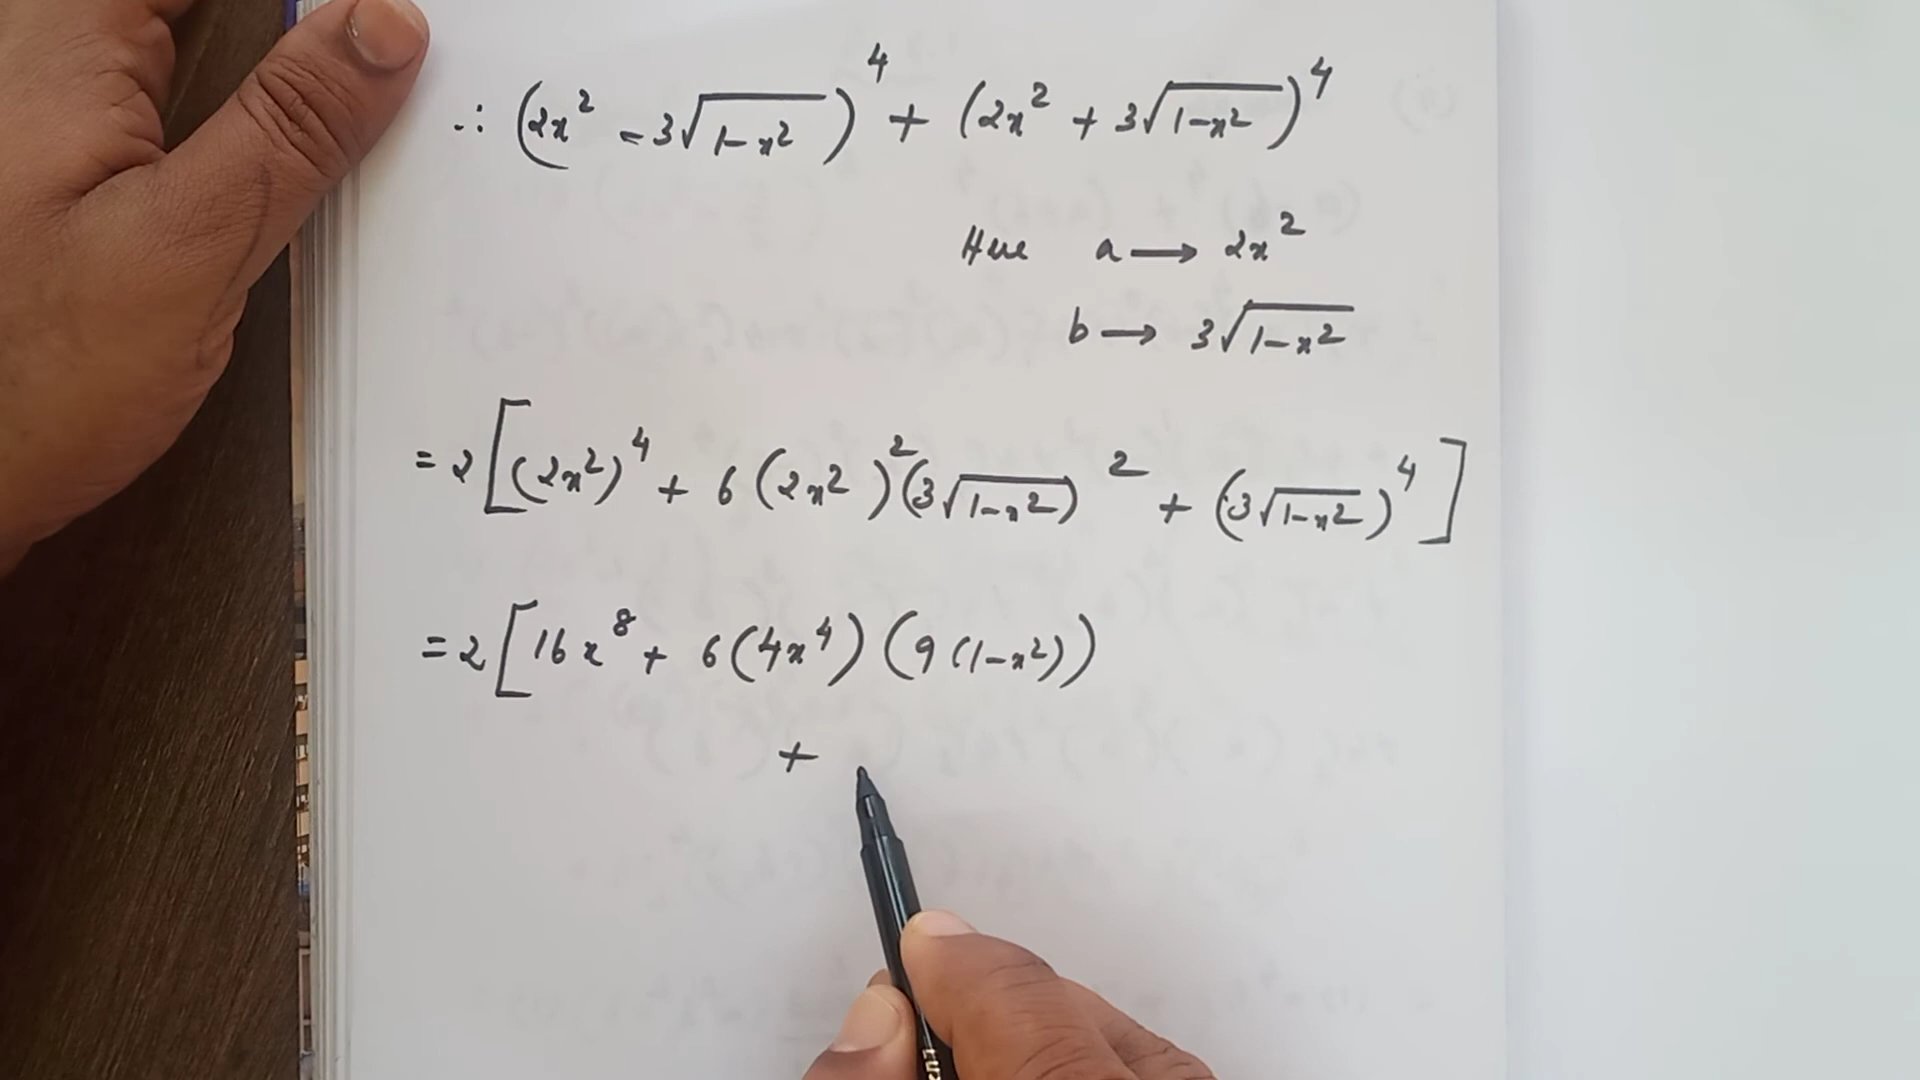 ∴ (2x² - 3√(1-x²))⁴ + (2x² + 3√(1-x²))⁴
Here a → 2x²
b → 3√(1-x²)
= 2[(2x²)⁴ + 6(2x²)²(3√(1-x²))² + (3√(1-x²))⁴]
= 2[16x⁸ + 6(4x⁴)(9(1-x²))
+